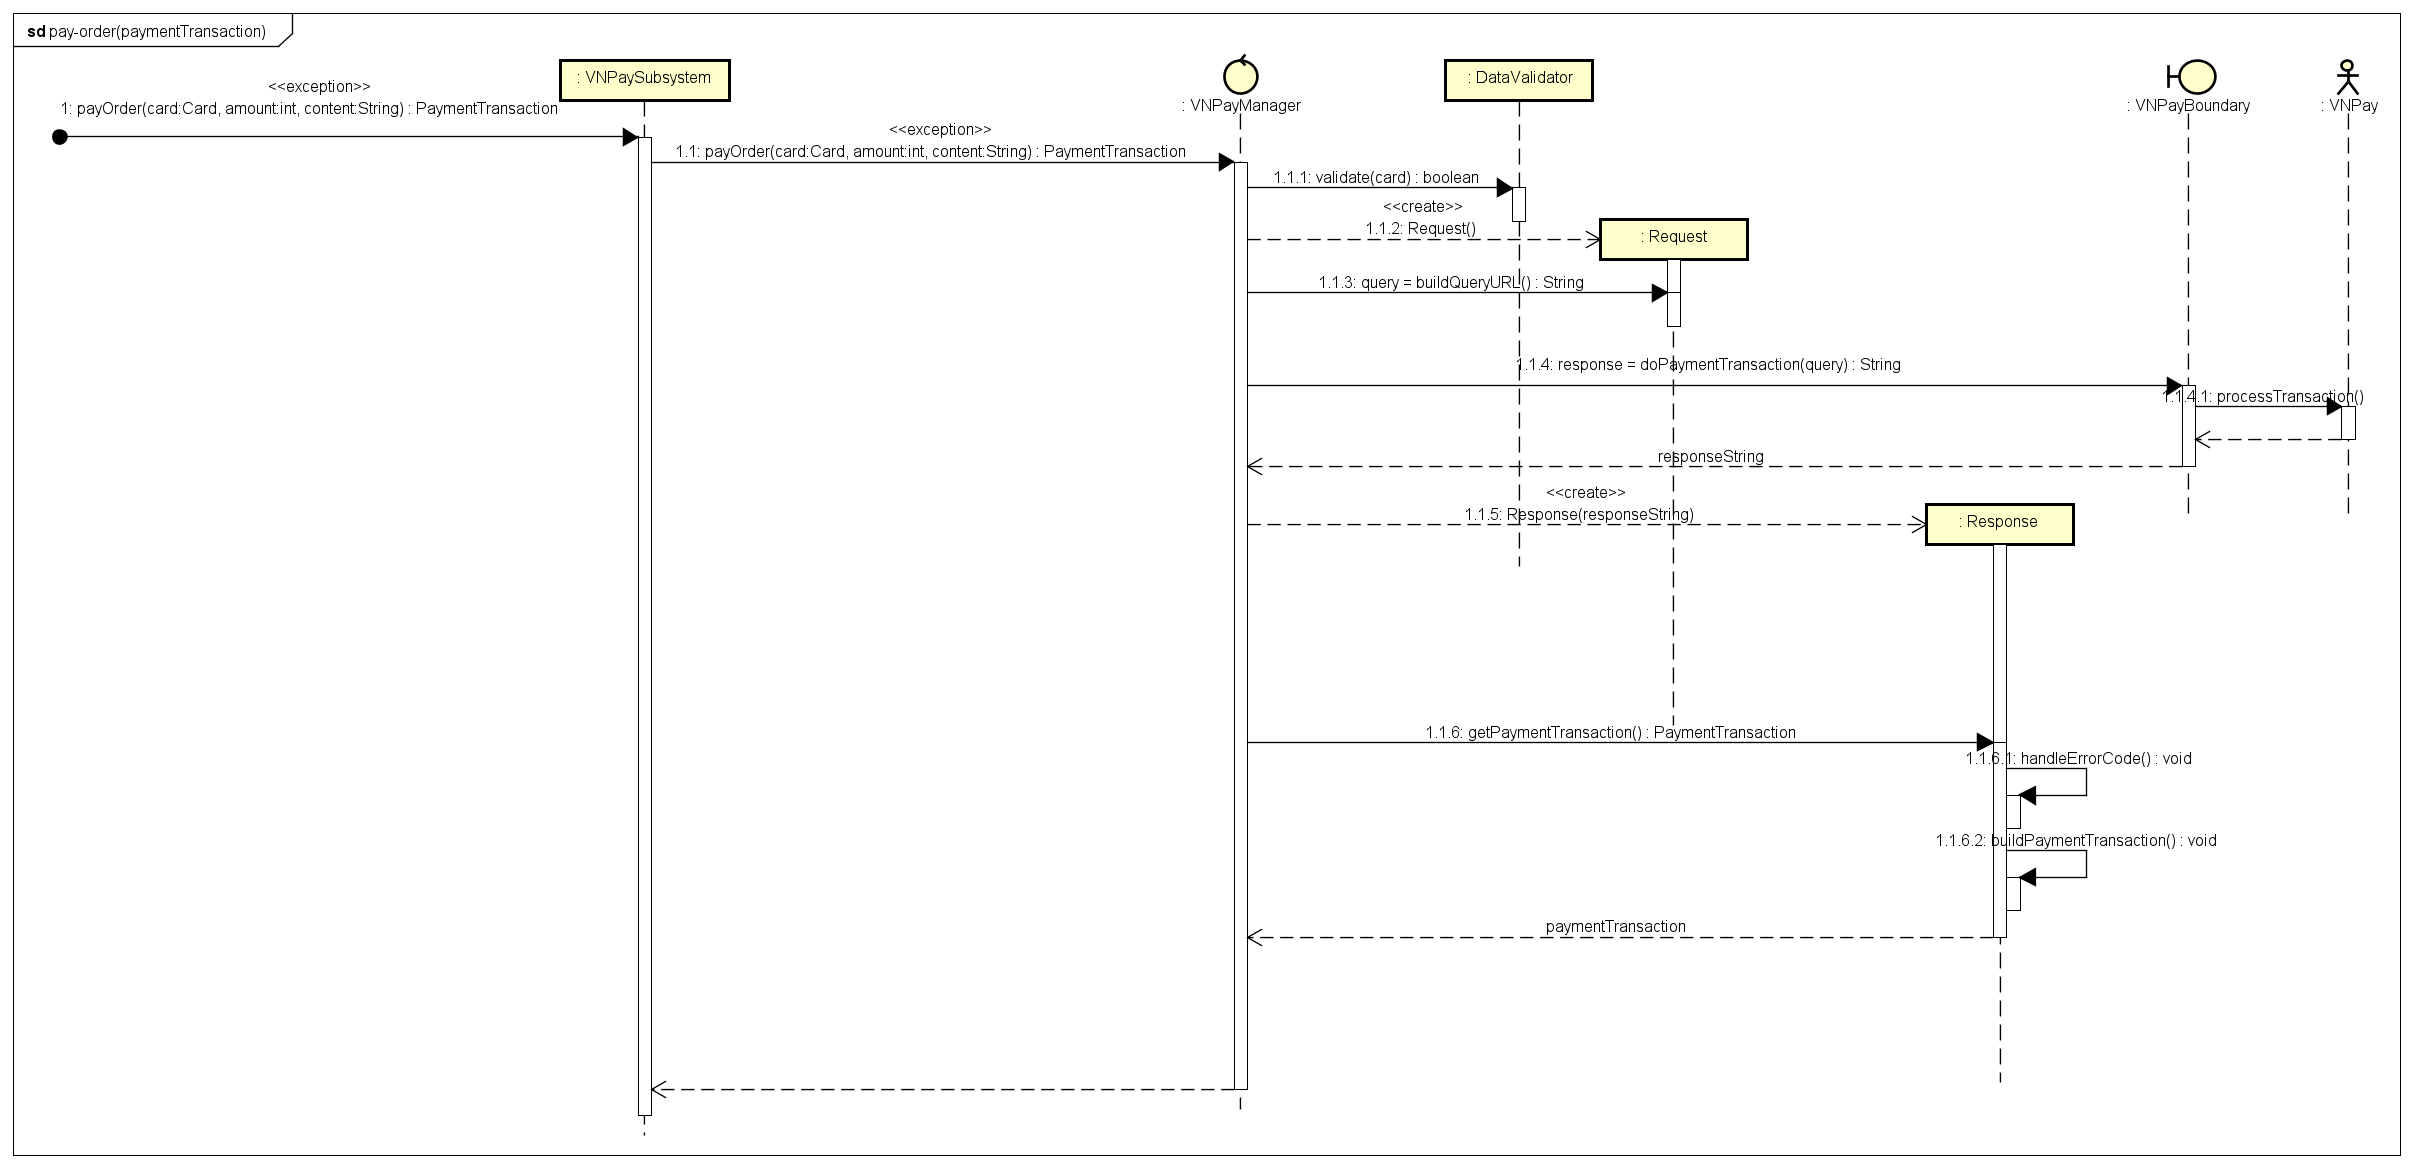 sd pay-order(paymentTransaction)
: VNPaySubsystem
: VNPayManager
: DataValidator
: VNPayBoundary
: VNPay
<<exception>>
1: payOrder(card:Card, amount:int, content:String) : PaymentTransaction
<<exception>>
1.1: payOrder(card:Card, amount:int, content:String) : PaymentTransaction
1.1.1: validate(card) : boolean
<<create>>
1.1.2: Request()
: Request
1.1.3: query = buildQueryURL() : String
1.1.4: response = doPaymentTransaction(query) : String
1.1.4.1: processTransaction()
responseString
<<create>>
1.1.5: Response(responseString)
: Response
1.1.6: getPaymentTransaction() : PaymentTransaction
1.1.6.1: handleErrorCode() : void
1.1.6.2: buildPaymentTransaction() : void
paymentTransaction